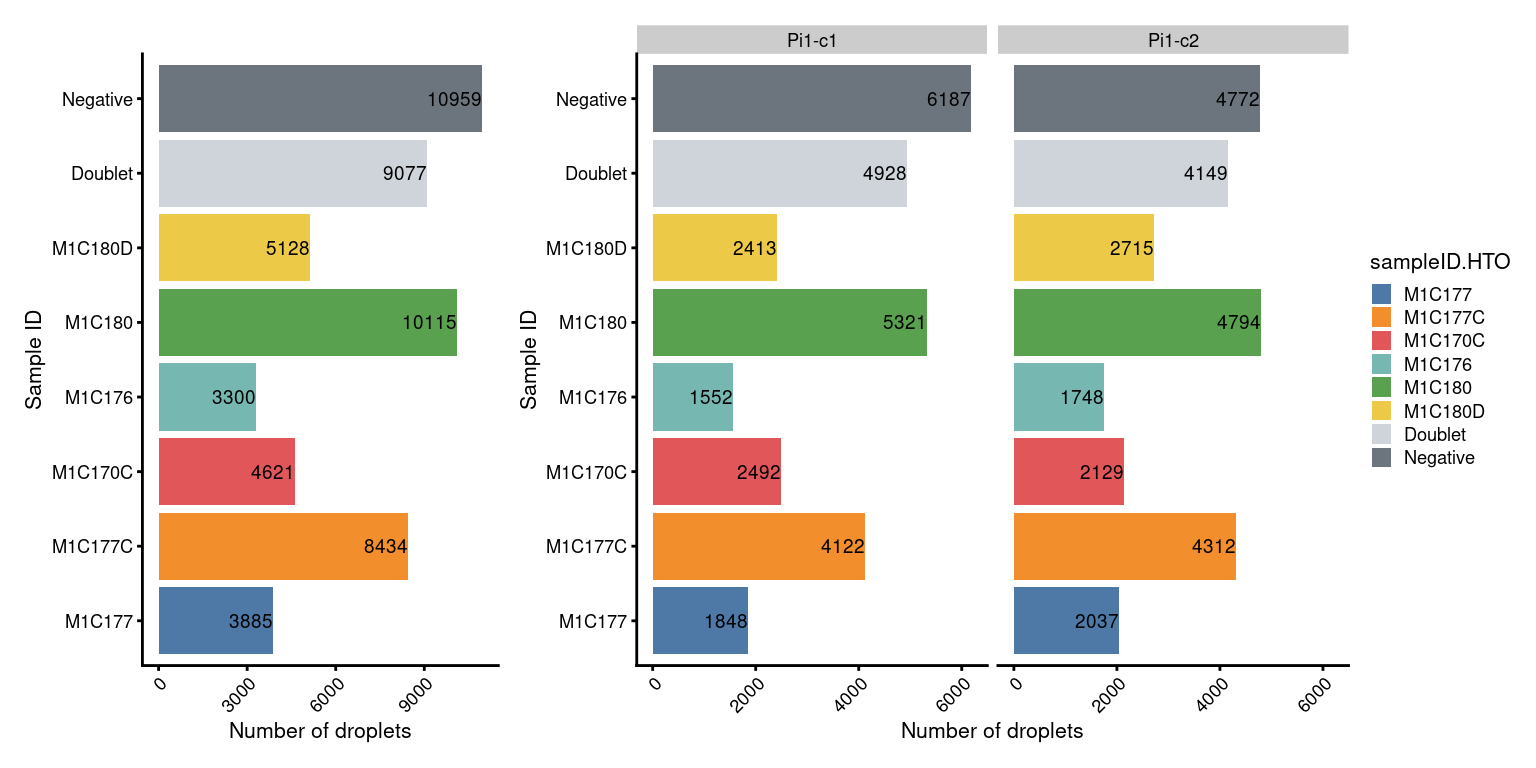 Sample ID
Negative
10959
Doublet
9077
M1C180D
5128
M1C180
10115
M1C176
3300
M1C170C
4621
M1C177C
8434
M1C177
3885
0 3000 6000 9000
Number of droplets
Pi1-c1 Pi1-c2
Sample ID
Negative 6187 4772
Doublet 4928 4149
M1C180D 2413 2715
M1C180 5321 4794
M1C176 1552 1748
M1C170C 2492 2129
M1C177C 4122 4312
M1C177 1848 2037
0 2000 4000 6000 0 2000 4000 6000
Number of droplets
sampleID.HTO
M1C177
M1C177C
M1C170C
M1C176
M1C180
M1C180D
Doublet
Negative